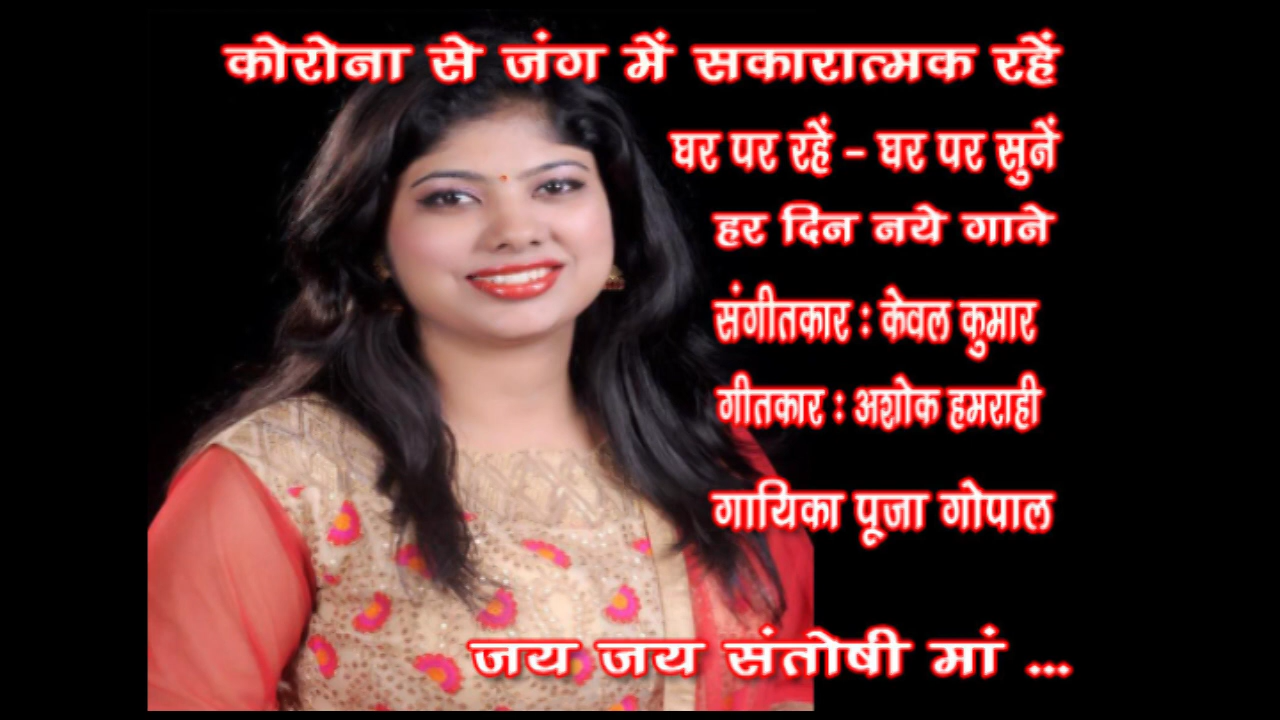 कोरोना से जंग में सकारात्मक रहें
घर पर रहें - घर पर सुनें
हर दिन नये गाने
संगीतकार : केवल कुमार
गीतकार : अशोक हमराही
गायिका पूजा गोपाल
जय जय संतोषी मां ...